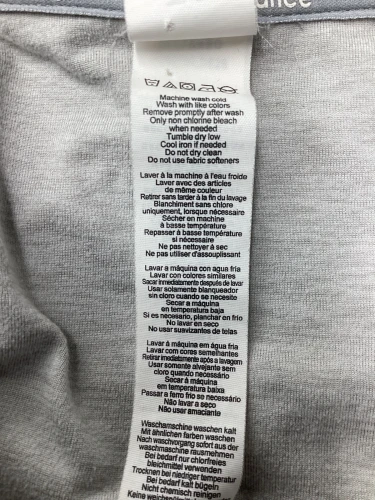 ance
Machine wash cold
Wash with like colors
Remove promptly after wash
Only non chlorine bleach
when needed
Tumble dry low
Cool iron if needed
Do not dry clean
Do not use fabric softeners
Laver à la machine à l'eau froide
Laver avec des articles
de même couleur
Retirer sans tarder à la fin du lavage
Blanchiment sans chlore
uniquement, lorsque nécessaire
Sécher en machine
à basse température
Repasser à basse température
si nécessaire
Ne pas nettoyer à sec
Ne pas utiliser d'assouplissant
Lavar a máquina con agua fria
Lavar con colores similares
Sacar inmediatamente después de lavar
Usar solamente blanqueador
sin cloro cuando se necesite
Secar a máquina
en temperatura baja
Si es necesario, planchar en frio
No lavar en seco
No usar suavizantes de telas
Lavar à máquina em água fria
Lavar com cores semelhantes
Retirar imediatamente após a lavagem
Usar somente alvejante sem
cloro quando necessário
Secar à máquina
em temperatura baixa
Passar a ferro frio se necessário
Não lavar a seco
Não usar amaciante
Waschamschine waschen kalt
Mit ähnlichen farben waschen
Nach waschvorgang sofort aus der
waschmaschine rausnehmen
Bei bedarf nur chlorfreies
bleichmittel verwenden
Trocknen bei niedriger temperatur
Bei bedarf kalt bügeln
Nicht chemisch reinigen
Keine weichenspüler